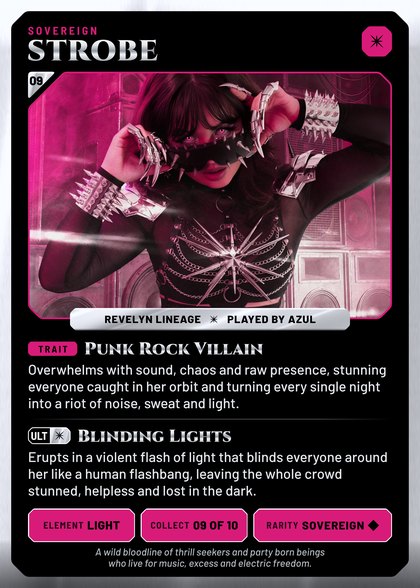 SOVEREIGN
STROBE
09
REVELYN LINEAGE ✴ PLAYED BY AZUL
TRAIT PUNK ROCK VILLAIN
Overwhelms with sound, chaos and raw presence, stunning
everyone caught in her orbit and turning every single night
into a riot of noise, sweat and light.
ULT BLINDING LIGHTS
Erupts in a violent flash of light that blinds everyone around
her like a human flashbang, leaving the whole crowd
stunned, helpless and lost in the dark.
ELEMENT LIGHT COLLECT 09 OF 10 RARITY SOVEREIGN ◆
A wild bloodline of thrill seekers and party born beings
who live for music, excess and electric freedom.